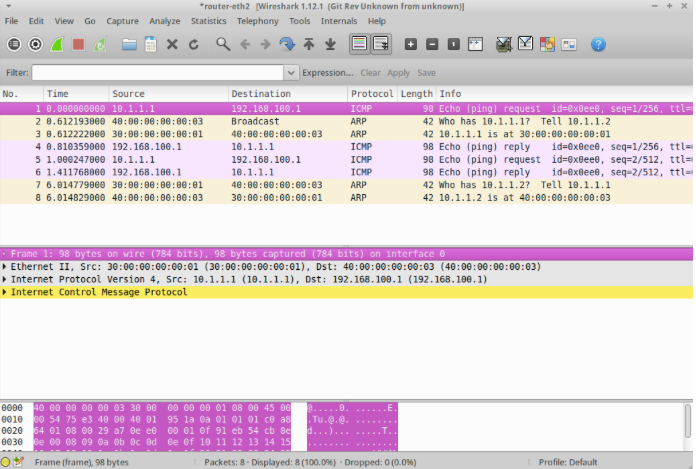 *router-eth2 [Wireshark 1.12.1 (Git Rev Unknown from unknown)]
File Edit View Go Capture Analyze Statistics Telephony Tools Internals Help
Filter: Expression... Clear Apply Save
No. Time Source Destination Protocol Length Info
1 0.000000000 10.1.1.1 192.168.100.1 ICMP 98 Echo (ping) request id=0x0ee0, seq=1/256, ttl=
2 0.612193000 40:00:00:00:00:03 Broadcast ARP 42 Who has 10.1.1.1? Tell 10.1.1.2
3 0.612222000 30:00:00:00:00:01 40:00:00:00:00:03 ARP 42 10.1.1.1 is at 30:00:00:00:00:01
4 0.810359000 192.168.100.1 10.1.1.1 ICMP 98 Echo (ping) reply id=0x0ee0, seq=1/256, ttl=
5 1.000247000 10.1.1.1 192.168.100.1 ICMP 98 Echo (ping) request id=0x0ee0, seq=2/512, ttl=
6 1.411768000 192.168.100.1 10.1.1.1 ICMP 98 Echo (ping) reply id=0x0ee0, seq=2/512, ttl=
7 6.014779000 30:00:00:00:00:01 40:00:00:00:00:03 ARP 42 Who has 10.1.1.2? Tell 10.1.1.1
8 6.014829000 40:00:00:00:00:03 30:00:00:00:00:01 ARP 42 10.1.1.2 is at 40:00:00:00:00:03
Frame 1: 98 bytes on wire (784 bits), 98 bytes captured (784 bits) on interface 0
Ethernet II, Src: 30:00:00:00:00:01 (30:00:00:00:00:01), Dst: 40:00:00:00:00:03 (40:00:00:00:00:03)
Internet Protocol Version 4, Src: 10.1.1.1 (10.1.1.1), Dst: 192.168.100.1 (192.168.100.1)
Internet Control Message Protocol
0000 40 00 00 00 00 03 30 00 00 00 00 01 08 00 45 00 @.....0. ......E.
0010 00 54 75 e3 40 00 40 01 95 1a 0a 01 01 01 c0 a8 .Tu.@.@. ........
0020 64 01 08 00 29 a7 0e e0 00 01 0f 91 eb 54 cb 8e d...)... .....T..
0030 0e 00 08 09 0a 0b 0c 0d 0e 0f 10 11 12 13 14 15 ........ ........
Frame (frame), 98 bytes Packets: 8 · Displayed: 8 (100.0%) · Dropped: 0 (0.0%) Profile: Default